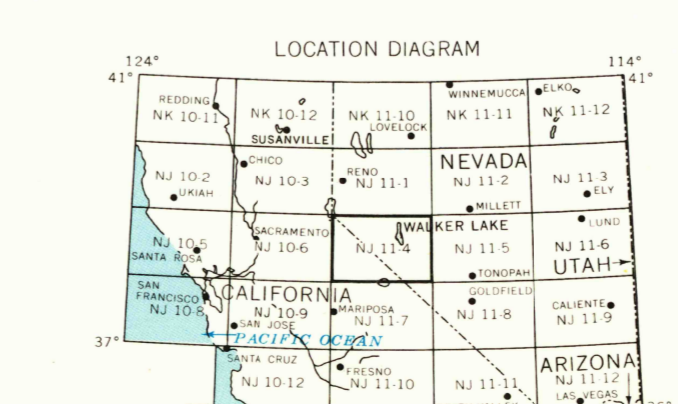 LOCATION DIAGRAM
124°
114°
41°
41°
REDDING
NK 10-11
NK 10-12
SUSANVILLE
NK 11-10
LOVELOCK
WINNEMUCCA
NK 11-11
ELKO
NK 11-12
CHICO
NEVADA
NJ 10-2
UKIAH
NJ 10-3
RENO
NJ 11-1
NJ 11-2
MILLETT
NJ 11-3
ELY
SACRAMENTO
NJ 10-5
SANTA ROSA
NJ 10-6
NJ 11-4
WALKER LAKE
NJ 11-5
TONOPAH
LUND
NJ 11-6
UTAH
SAN
FRANCISCO
NJ 10-8
CALIFORNIA
NJ 10-9
SAN JOSE
MARIPOSA
NJ 11-7
GOLDFIELD
NJ 11-8
CALIENTE
NJ 11-9
37°
PACIFIC OCEAN
SANTA CRUZ
NJ 10-12
FRESNO
NJ 11-10
NJ 11-11
ARIZONA
NJ 11-12
LAS VEGAS